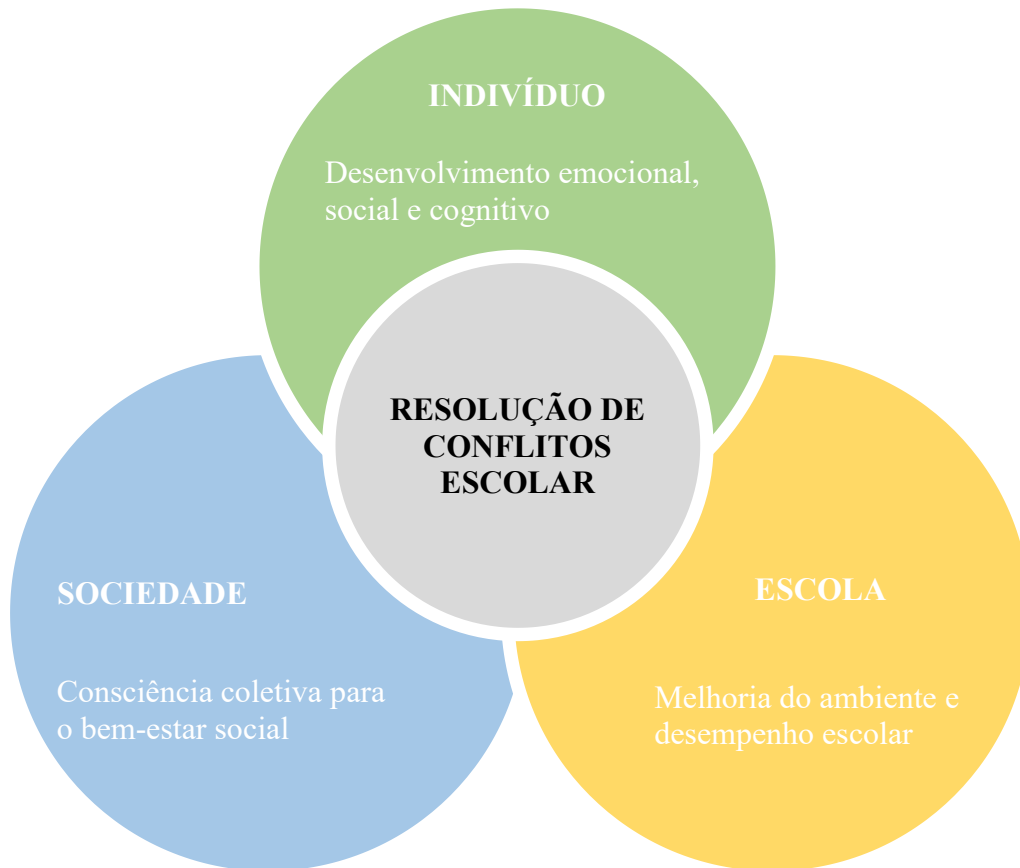 INDIVÍDUO
Desenvolvimento emocional,
social e cognitivo
RESOLUÇÃO DE
CONFLITOS
ESCOLAR
SOCIEDADE
Consciência coletiva para
o bem-estar social
ESCOLA
Melhoria do ambiente e
desempenho escolar